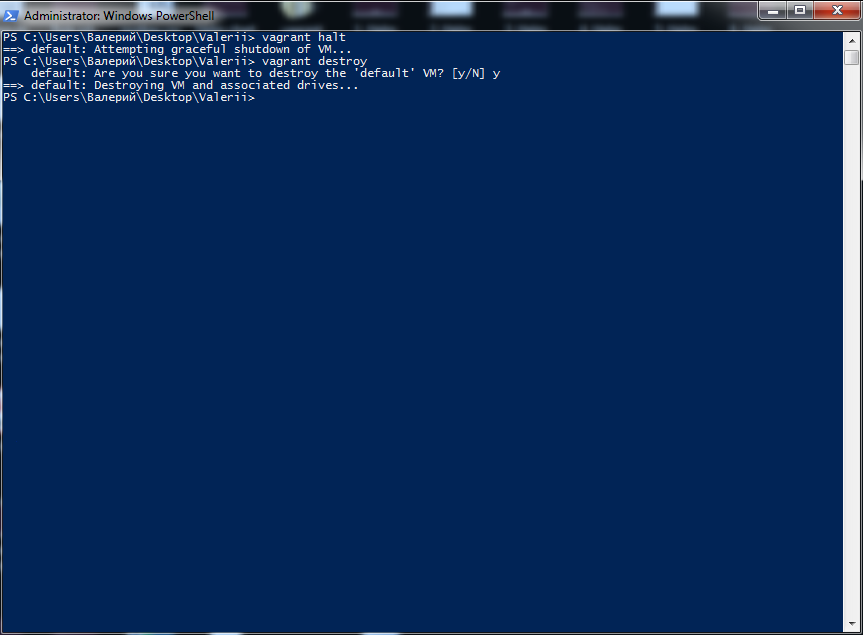 Administrator: Windows PowerShell
PS C:\Users\Валерий\Desktop\Valerii> vagrant halt
==> default: Attempting graceful shutdown of VM...
PS C:\Users\Валерий\Desktop\Valerii> vagrant destroy
    default: Are you sure you want to destroy the 'default' VM? [y/N] y
==> default: Destroying VM and associated drives...
PS C:\Users\Валерий\Desktop\Valerii>